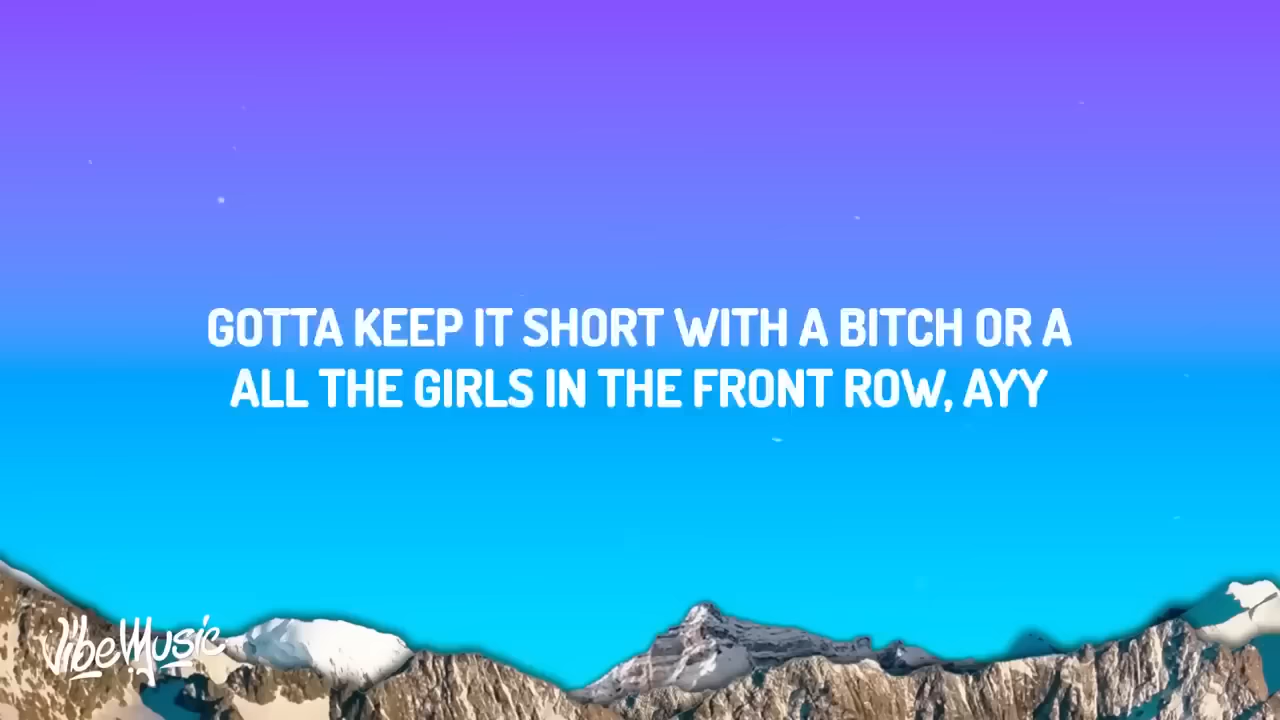 GOTTA KEEP IT SHORT WITH A BITCH OR A
ALL THE GIRLS IN THE FRONT ROW, AYY
VibeMusic